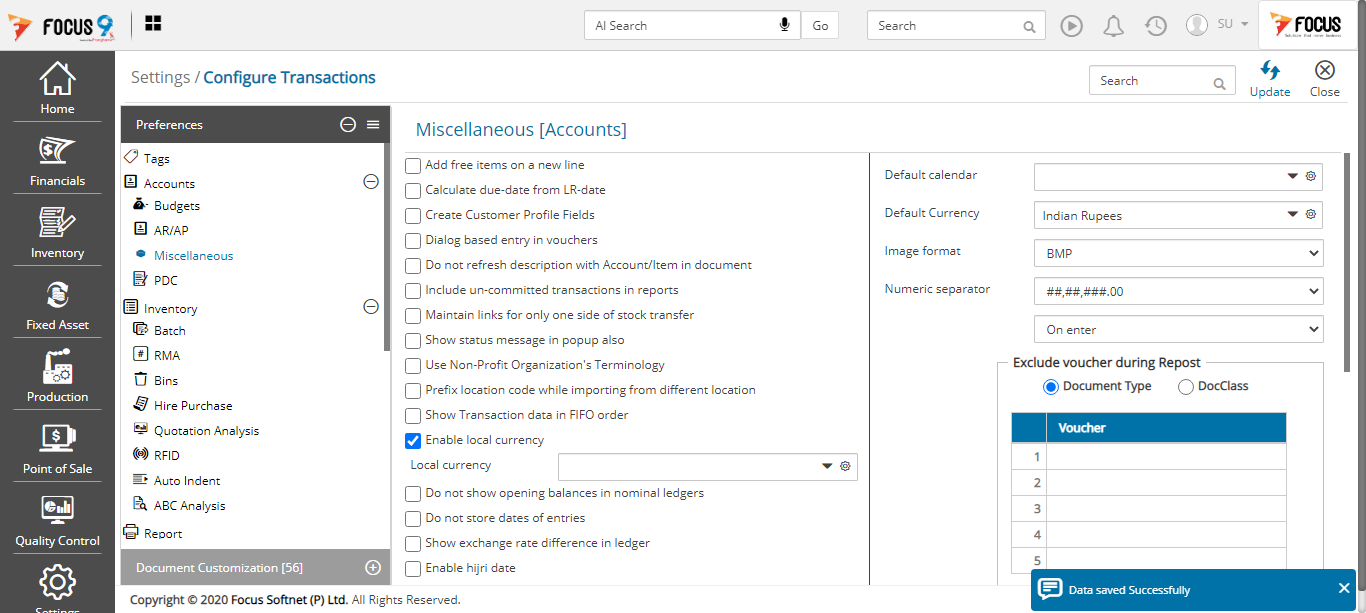 FOCUS 9
AI Search
Go
Search
SU
FOCUS
Home
Financials
Inventory
Fixed Asset
Production
Point of Sale
Quality Control
Settings / Configure Transactions
Search
Update
Close
Preferences
Tags
Accounts
Budgets
AR/AP
Miscellaneous
PDC
Inventory
Batch
RMA
Bins
Hire Purchase
Quotation Analysis
RFID
Auto Indent
ABC Analysis
Report
Document Customization [56]
Miscellaneous [Accounts]
Add free items on a new line
Calculate due-date from LR-date
Create Customer Profile Fields
Dialog based entry in vouchers
Do not refresh description with Account/Item in document
Include un-committed transactions in reports
Maintain links for only one side of stock transfer
Show status message in popup also
Use Non-Profit Organization's Terminology
Prefix location code while importing from different location
Show Transaction data in FIFO order
Enable local currency
Local currency
Do not show opening balances in nominal ledgers
Do not store dates of entries
Show exchange rate difference in ledger
Enable hijri date
Default calendar
Default Currency Indian Rupees
Image format BMP
Numeric separator ##,##,###.00
On enter
Exclude voucher during Repost
Document Type DocClass
Voucher
1
2
3
4
5
Data saved Successfully
Copyright © 2020 Focus Softnet (P) Ltd. All Rights Reserved.